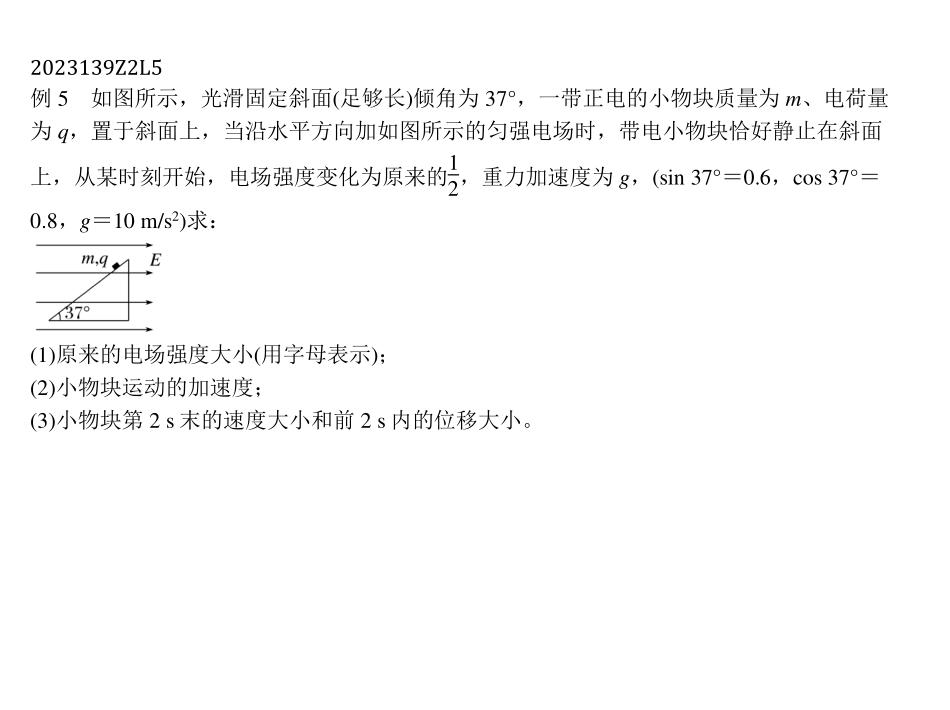 2023139Z2L5
例 5　如图所示，光滑固定斜面(足够长)倾角为 37°，一带正电的小物块质量为 m、电荷量
为 q，置于斜面上，当沿水平方向加如图所示的匀强电场时，带电小物块恰好静止在斜面
上，从某时刻开始，电场强度变化为原来的1/2，重力加速度为 g，(sin 37°＝0.6，cos 37°＝
0.8，g＝10 m/s²)求：
m,q E
37°
(1)原来的电场强度大小(用字母表示)；
(2)小物块运动的加速度；
(3)小物块第 2 s 末的速度大小和前 2 s 内的位移大小。